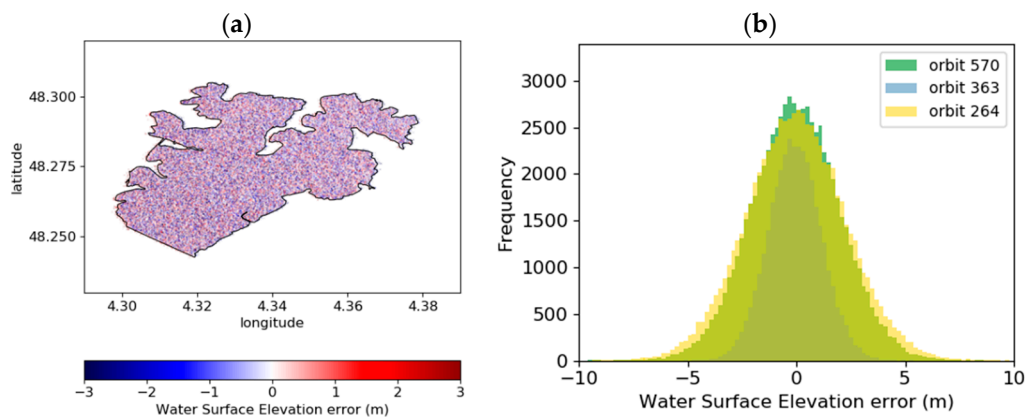 (a)
48.300
48.275
48.250
latitude
4.30 4.32 4.34 4.36 4.38
longitude
−3 −2 −1 0 1 2 3
Water Surface Elevation error (m)
(b)
orbit 570
orbit 363
orbit 264
3000
2500
2000
1500
1000
500
0
Frequency
−10 −5 0 5 10
Water Surface Elevation error (m)